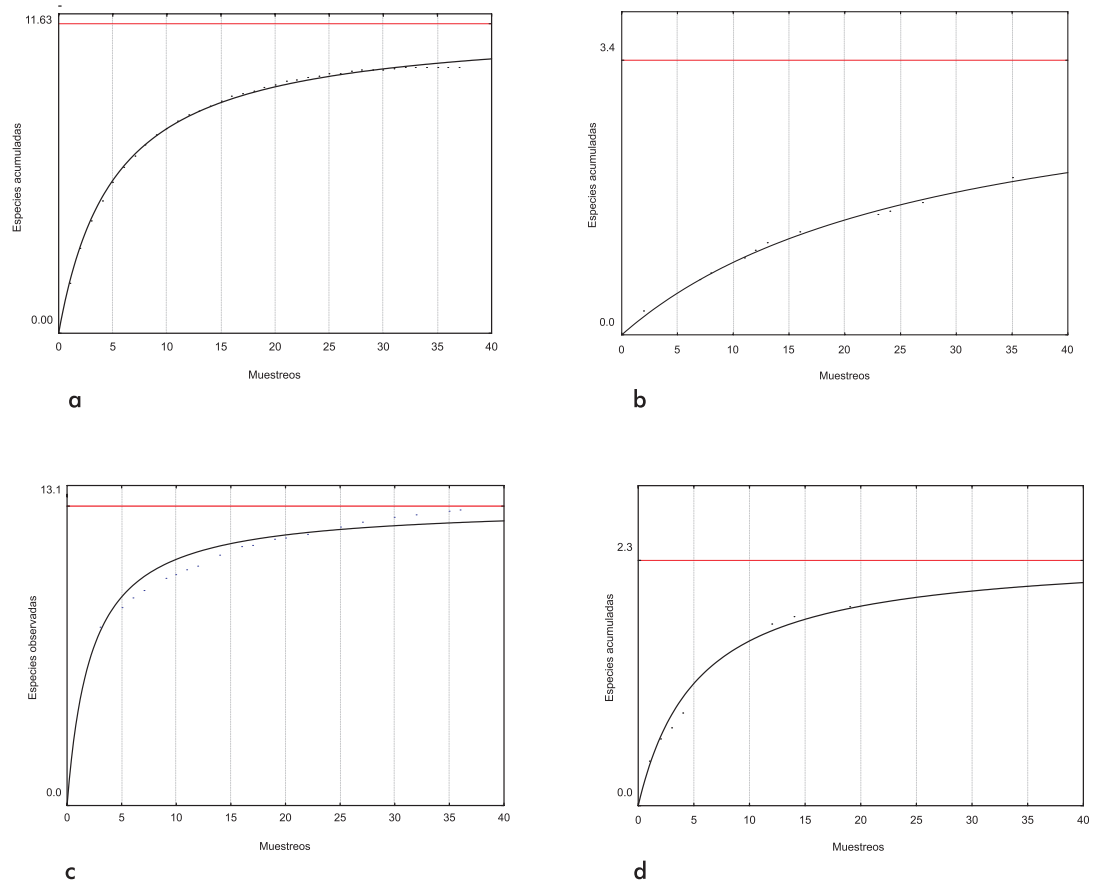 11.63
Especies acumuladas
0.00
0 5 10 15 20 25 30 35 40
Muestreos
a
3.4
Especies acumuladas
0.0
0 5 10 15 20 25 30 35 40
Muestreos
b
13.1
Especies observadas
0.0
0 5 10 15 20 25 30 35 40
Muestreos
c
2.3
Especies acumuladas
0.0
0 5 10 15 20 25 30 35 40
Muestreos
d